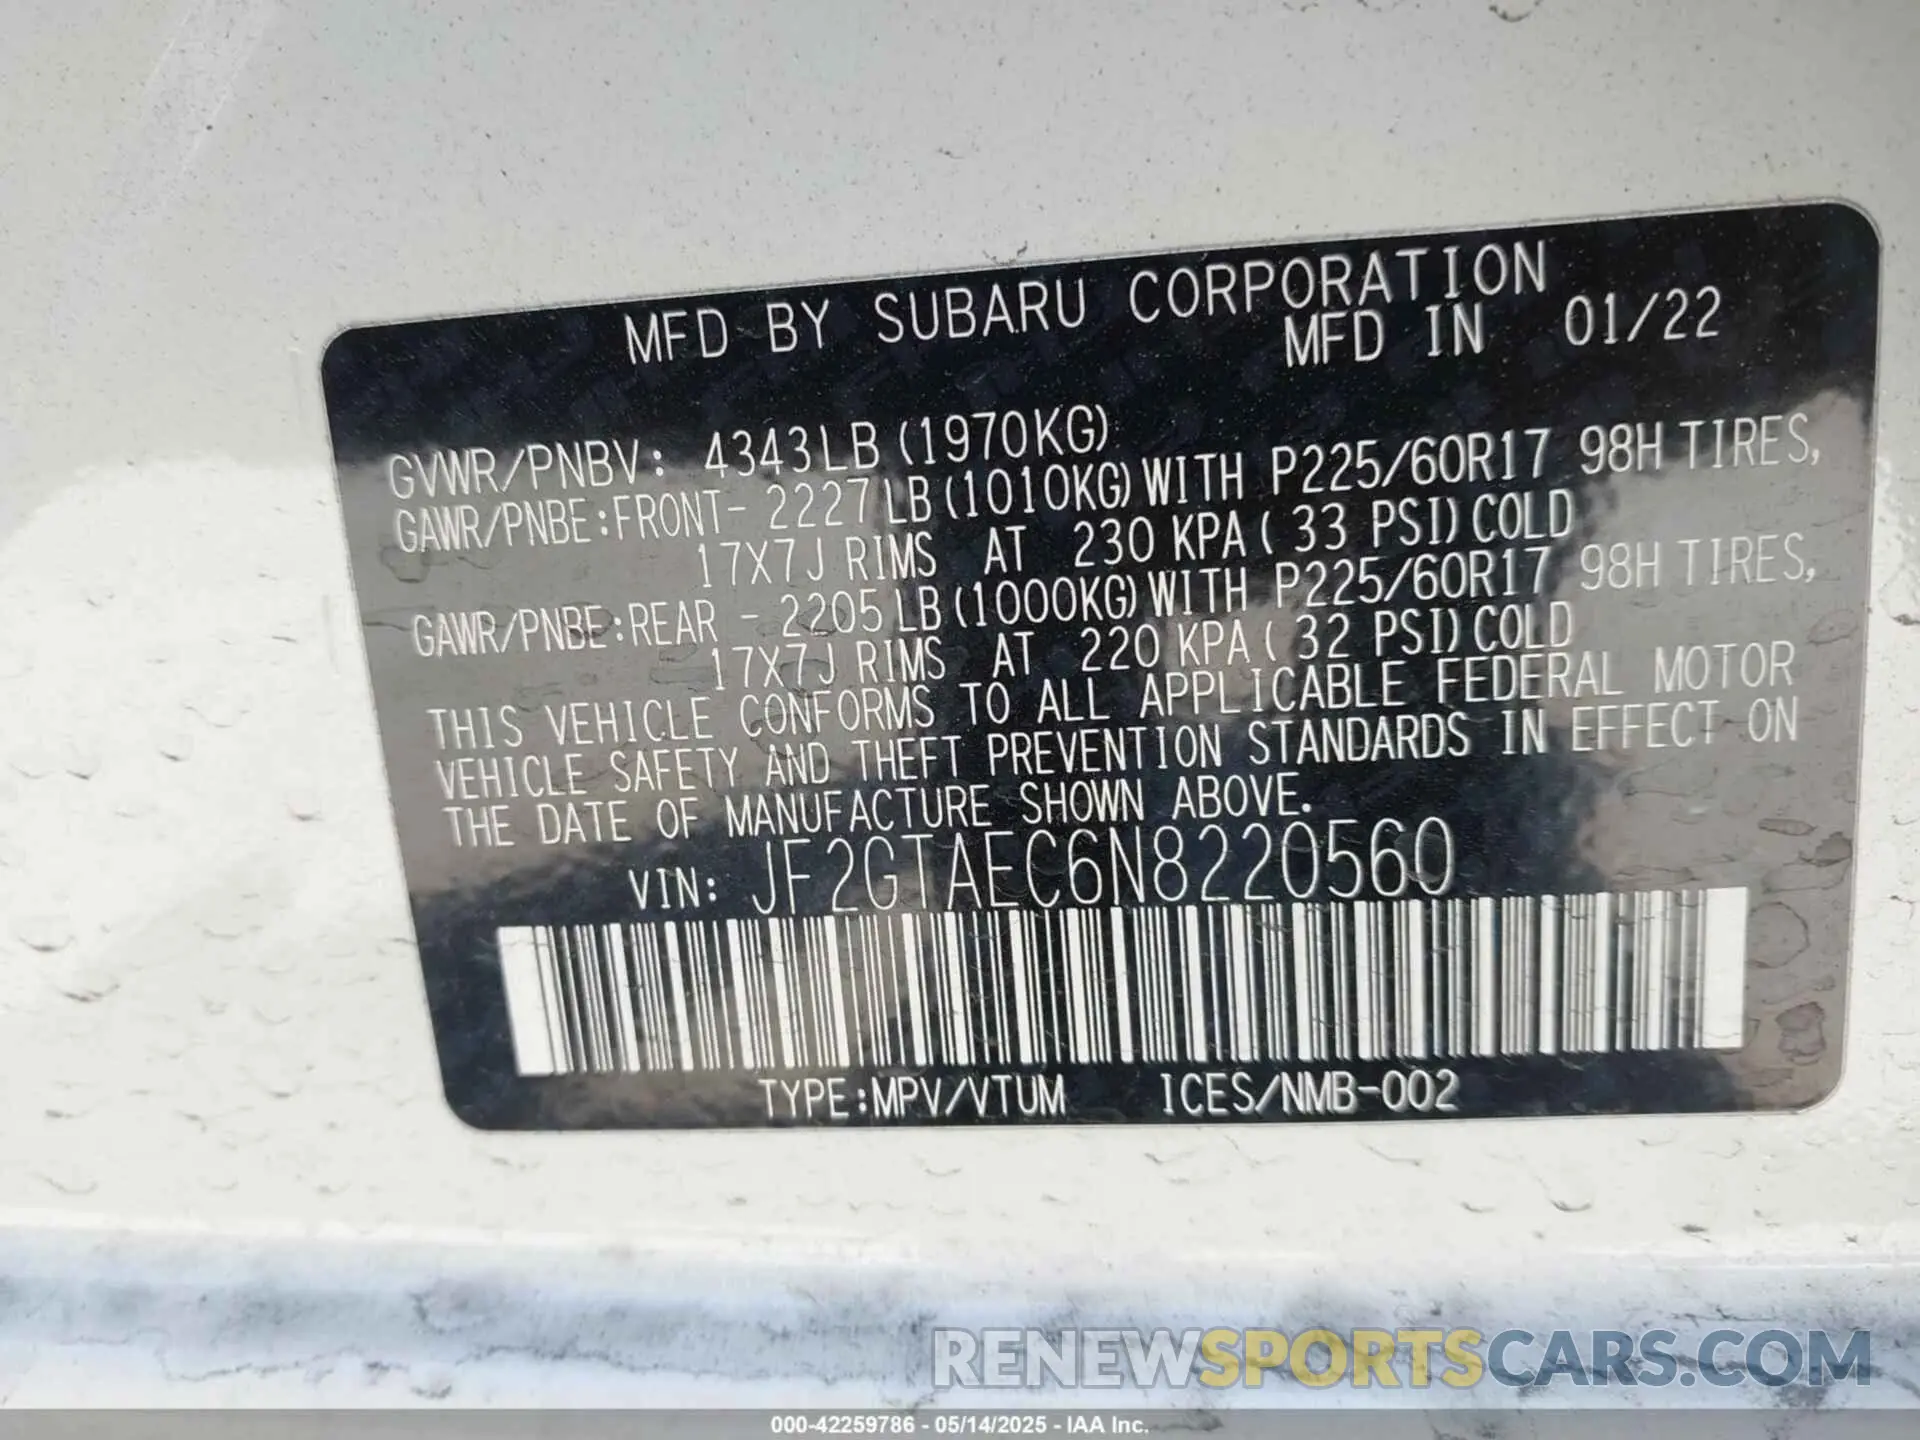 MFD BY SUBARU CORPORATION
MFD IN 01/22
GVWR/PNBV: 4343LB (1970KG)
GAWR/PNBE:FRONT- 2227LB (1010KG) WITH P225/60R17 98H TIRES,
17X7J RIMS AT 230 KPA ( 33 PSI) COLD
GAWR/PNBE:REAR - 2205LB (1000KG) WITH P225/60R17 98H TIRES,
17X7J RIMS AT 220 KPA ( 32 PSI) COLD
THIS VEHICLE CONFORMS TO ALL APPLICABLE FEDERAL MOTOR
VEHICLE SAFETY AND THEFT PREVENTION STANDARDS IN EFFECT ON
THE DATE OF MANUFACTURE SHOWN ABOVE.
VIN: JF2GTAEC6N8220560
TYPE:MPV/VTUM ICES/NMB-002
RENEWSPORTSCARS.COM
000-42259786 - 05/14/2025 - IAA Inc.